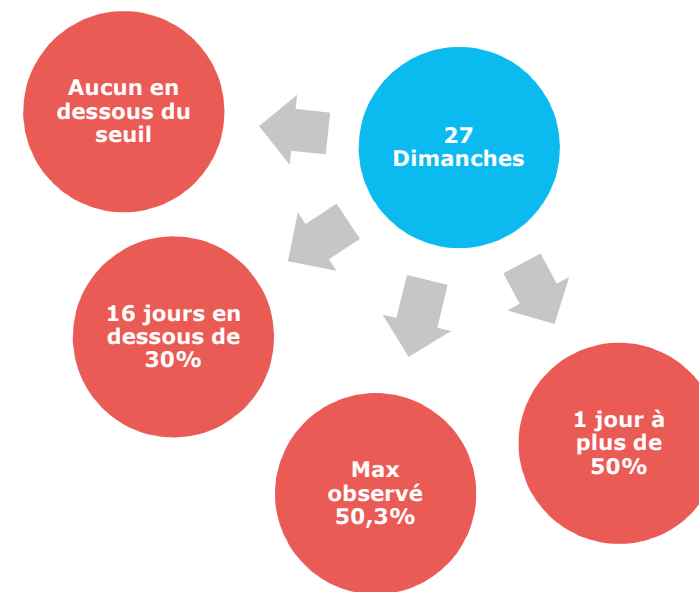 Aucun en
dessous du
seuil
27
Dimanches
16 jours en
dessous de
30%
Max
observé
50,3%
1 jour à
plus de
50%